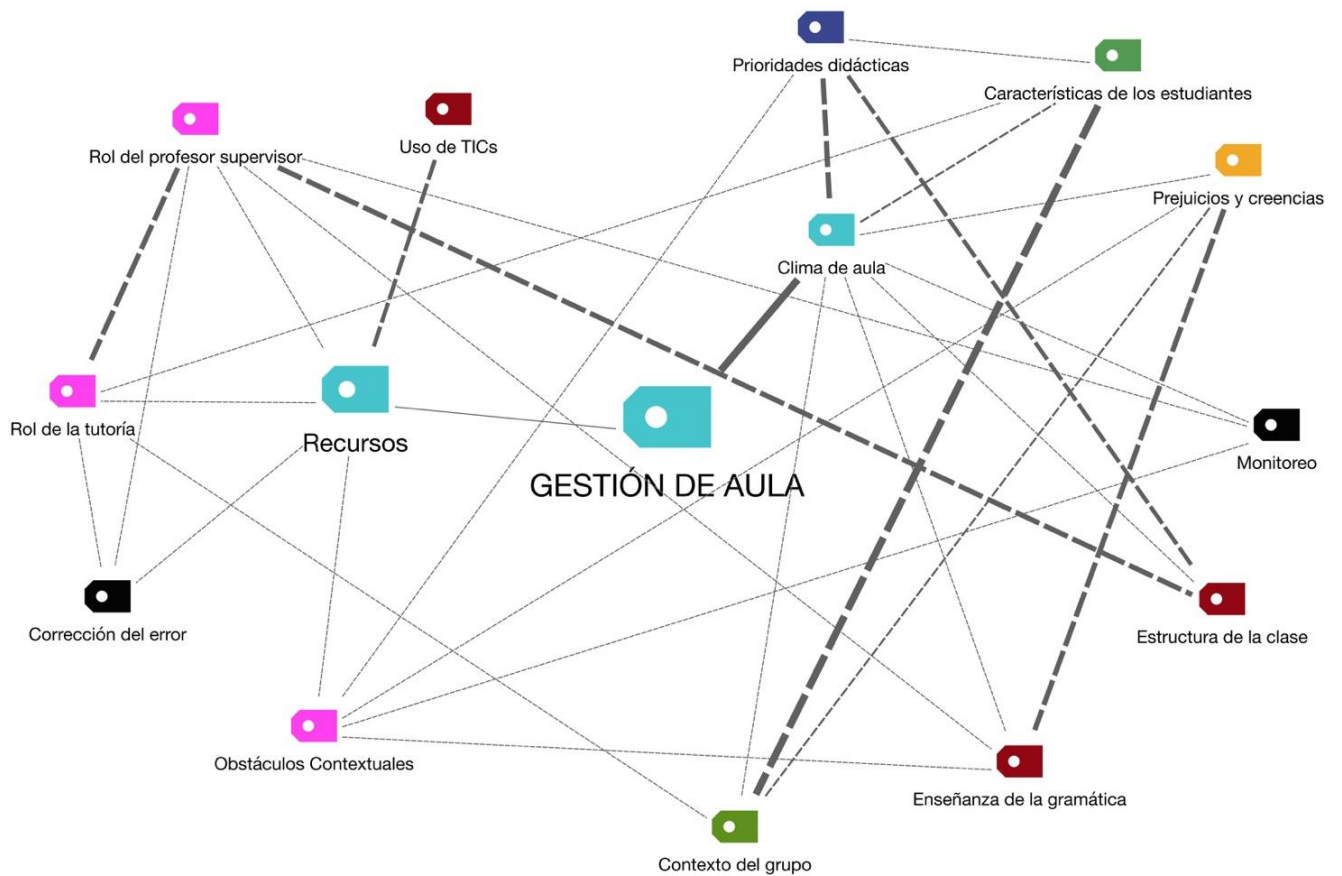 Prioridades didácticas
Características de los estudiantes
Uso de TICs
Rol del profesor supervisor
Prejuicios y creencias
Clima de aula
Rol de la tutoría
Recursos
GESTIÓN DE AULA
Monitoreo
Corrección del error
Estructura de la clase
Obstáculos Contextuales
Enseñanza de la gramática
Contexto del grupo